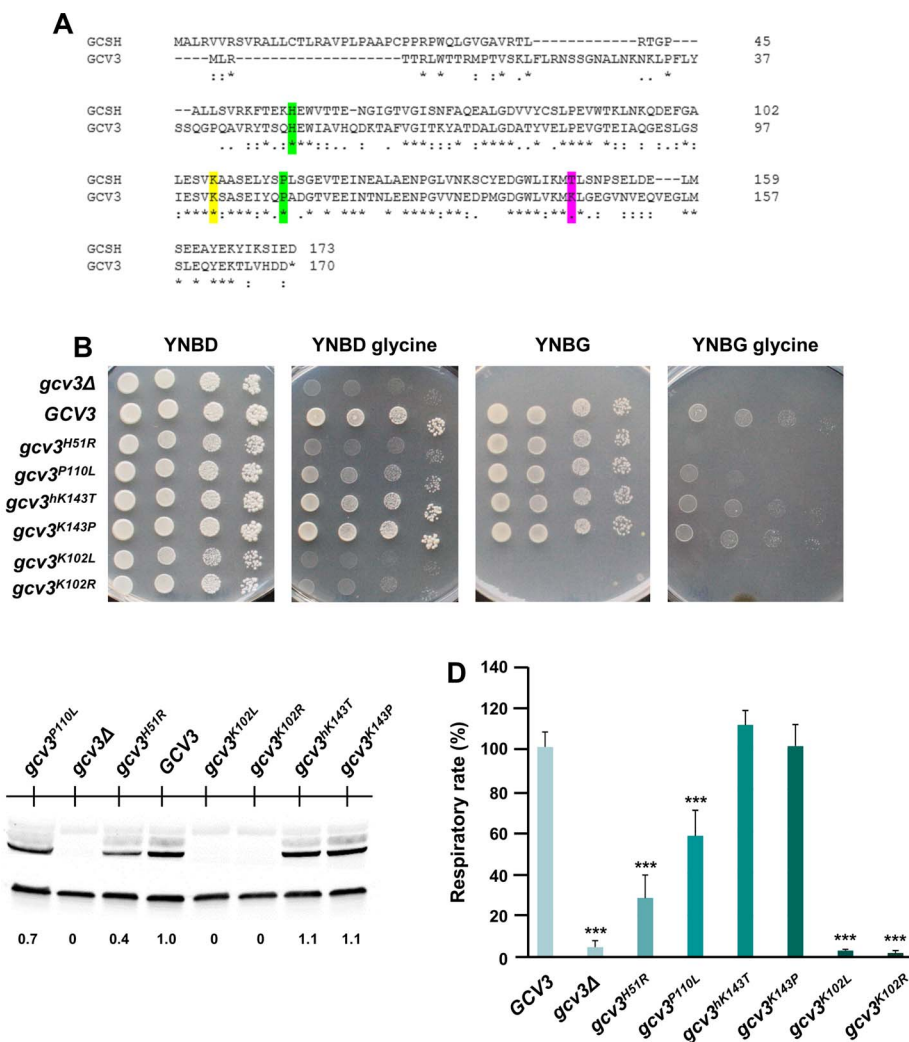 A
GCSH MALRVVRSVRALLCTLRAVPLPAAPCPPRPWQLGVGAVRTL------------RTGP--- 45
GCV3 ----MLR-------------------TTRLWTTRMPTVSKLFLRNSSGNALNKNKLPFLY 37
GCSH --ALLSVRKFTEKHEWVTTE-NGIGTVGISNFAQEALGDVVYCSLPEVWTKLNKQDEFGA 102
GCV3 SSQGPQAVRYTSQHEWIAVHQDKTAFVGITKYATDALGDATYVELPEVGTEIAQGESLGS 97
GCSH LESVKAASELYSPLSGEVTEINEALAENPGLVNKSCYEDGWLIKMTLSNPSELDE---LM 159
GCV3 IESVKSASEIYQPADGTVEEINTNLEENPGVVNEDPMGDGWLVKMKLGEGVNVEQVEGLM 157
GCSH SEEAYEKYIKSIED 173
GCV3 SLEQYEKTLVHDD* 170
B
YNBD YNBD glycine YNBG YNBG glycine
gcv3Δ
GCV3
gcv3H51R
gcv3P110L
gcv3hK143T
gcv3K143P
gcv3K102L
gcv3K102R
gcv3P110L gcv3Δ gcv3H51R GCV3 gcv3K102L gcv3K102R gcv3hK143T gcv3K143P
0.7 0 0.4 1.0 0 0 1.1 1.1
D
Respiratory rate (%)
140
120
100
80
60
40
20
0
*** *** *** *** ***
GCV3 gcv3Δ gcv3H51R gcv3P110L gcv3hK143T gcv3K143P gcv3K102L gcv3K102R